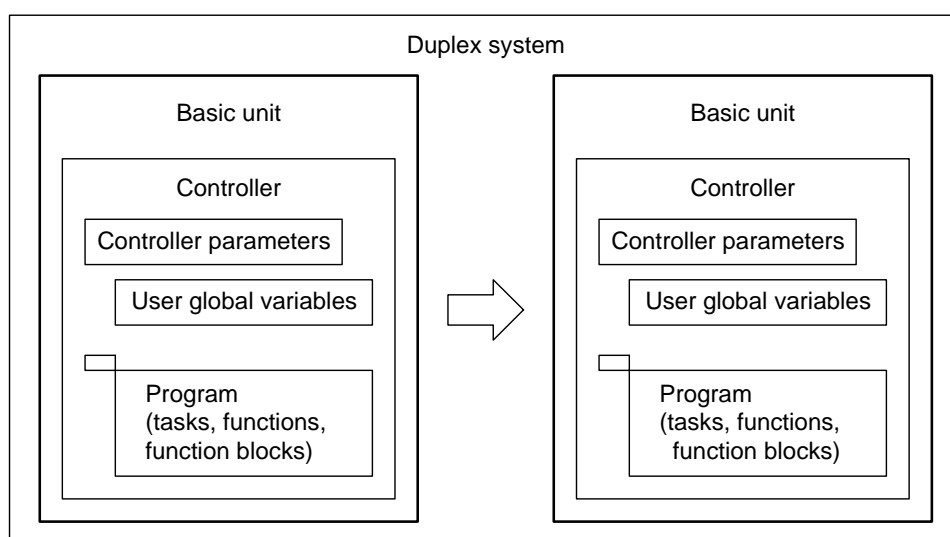 Duplex system
Basic unit
Controller
Controller parameters
User global variables
Program
(tasks, functions,
function blocks)
Basic unit
Controller
Controller parameters
User global variables
Program
(tasks, functions,
function blocks)